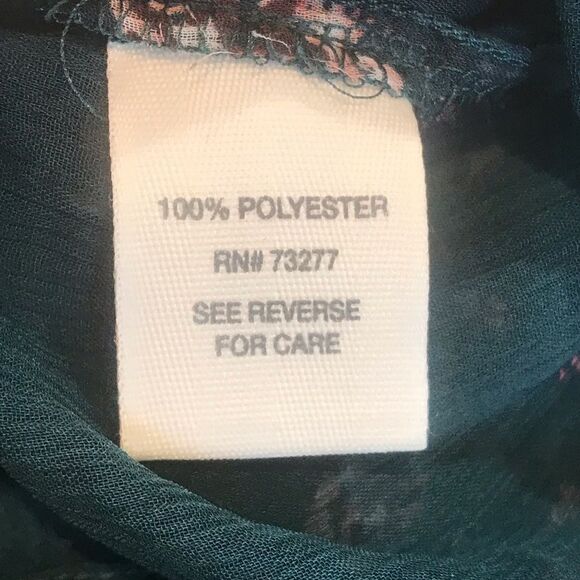 100% POLYESTER
RN# 73277
SEE REVERSE
FOR CARE